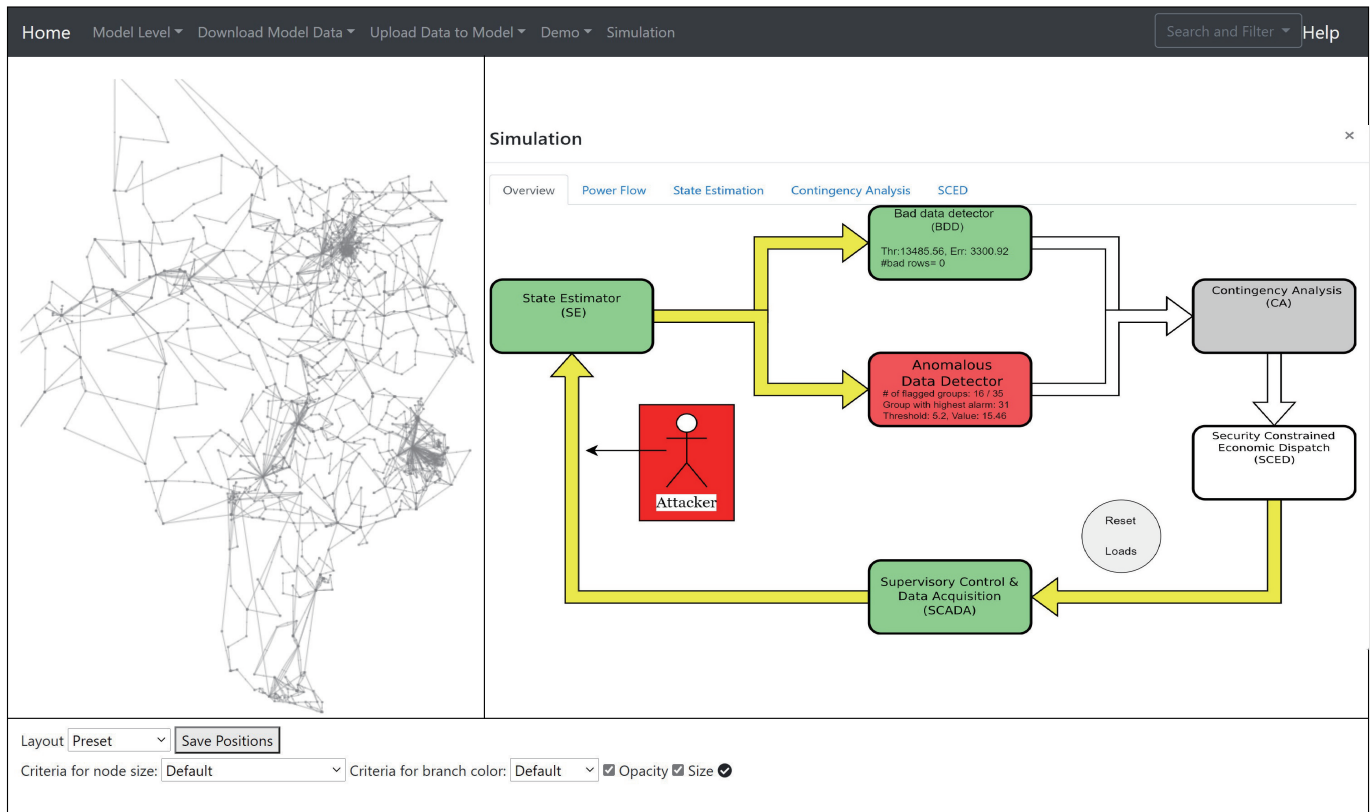 Home Model Level Download Model Data Upload Data to Model Demo Simulation Search and Filter Help
Simulation
×
Overview Power Flow State Estimation Contingency Analysis SCED
Bad data detector
(BDD)
Thr:13485.56, Err: 3300.92
#bad rows= 0
State Estimator
(SE)
Contingency Analysis
(CA)
Anomalous
Data Detector
# of flagged groups: 16 / 35
Group with highest alarm: 31
Threshold: 5.2, Value: 15.46
Attacker
Security Constrained
Economic Dispatch
(SCED)
Reset
Loads
Supervisory Control &
Data Acquisition
(SCADA)
Layout Preset Save Positions
Criteria for node size: Default Criteria for branch color: Default Opacity Size